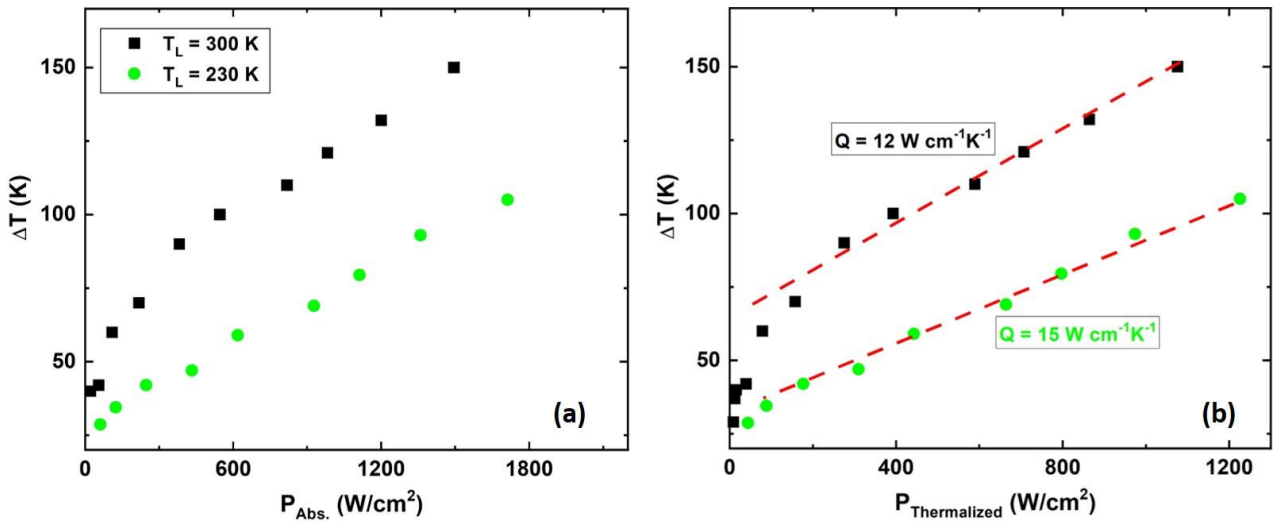 T_L = 300 K
T_L = 230 K
150
100
50
ΔT (K)
0
600
1200
1800
P_Abs. (W/cm²)
(a)
Q = 12 W cm⁻¹K⁻¹
Q = 15 W cm⁻¹K⁻¹
150
100
50
ΔT (K)
0
400
800
1200
P_Thermalized (W/cm²)
(b)